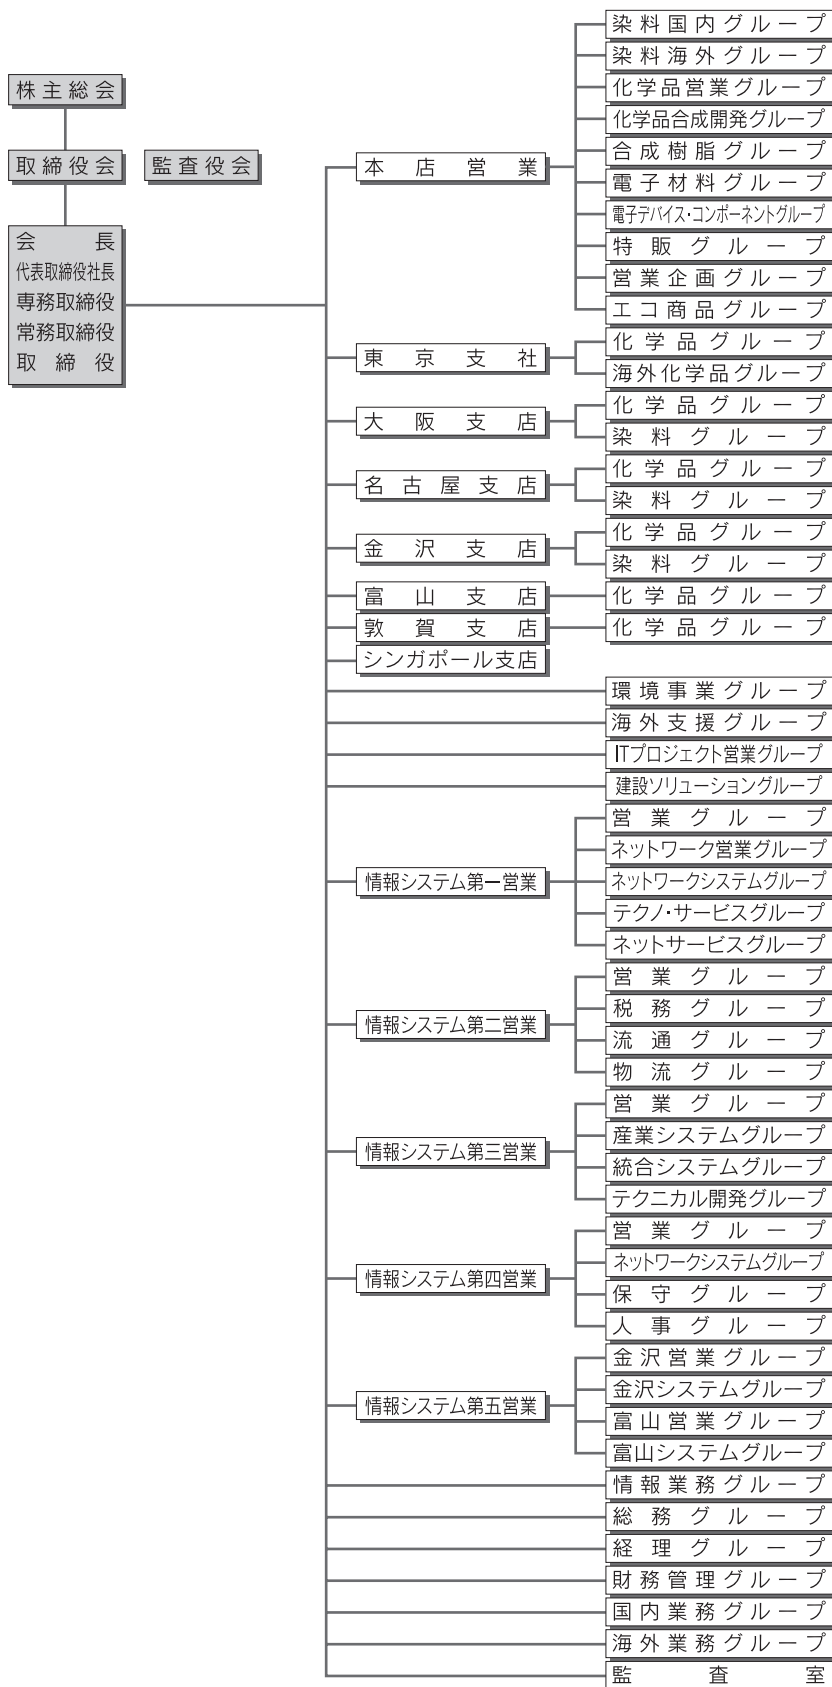 株主総会
取締役会
監査役会
会長
代表取締役社長
専務取締役
常務取締役
取締役
本店営業
染料国内グループ
染料海外グループ
化学品営業グループ
化学品合成開発グループ
合成樹脂グループ
電子材料グループ
電子デバイス・コンポーネントグループ
特販グループ
営業企画グループ
エコ商品グループ
東京支社
化学品グループ
海外化学品グループ
大阪支店
化学品グループ
染料グループ
名古屋支店
化学品グループ
染料グループ
金沢支店
化学品グループ
染料グループ
富山支店
化学品グループ
敦賀支店
化学品グループ
シンガポール支店
環境事業グループ
海外支援グループ
ITプロジェクト営業グループ
建設ソリューショングループ
情報システム第一営業
営業グループ
ネットワーク営業グループ
ネットワークシステムグループ
テクノ・サービスグループ
ネットサービスグループ
情報システム第二営業
営業グループ
税務グループ
流通グループ
物流グループ
情報システム第三営業
営業グループ
産業システムグループ
統合システムグループ
テクニカル開発グループ
情報システム第四営業
営業グループ
ネットワークシステムグループ
保守グループ
人事グループ
情報システム第五営業
金沢営業グループ
金沢システムグループ
富山営業グループ
富山システムグループ
情報業務グループ
総務グループ
経理グループ
財務管理グループ
国内業務グループ
海外業務グループ
監査室